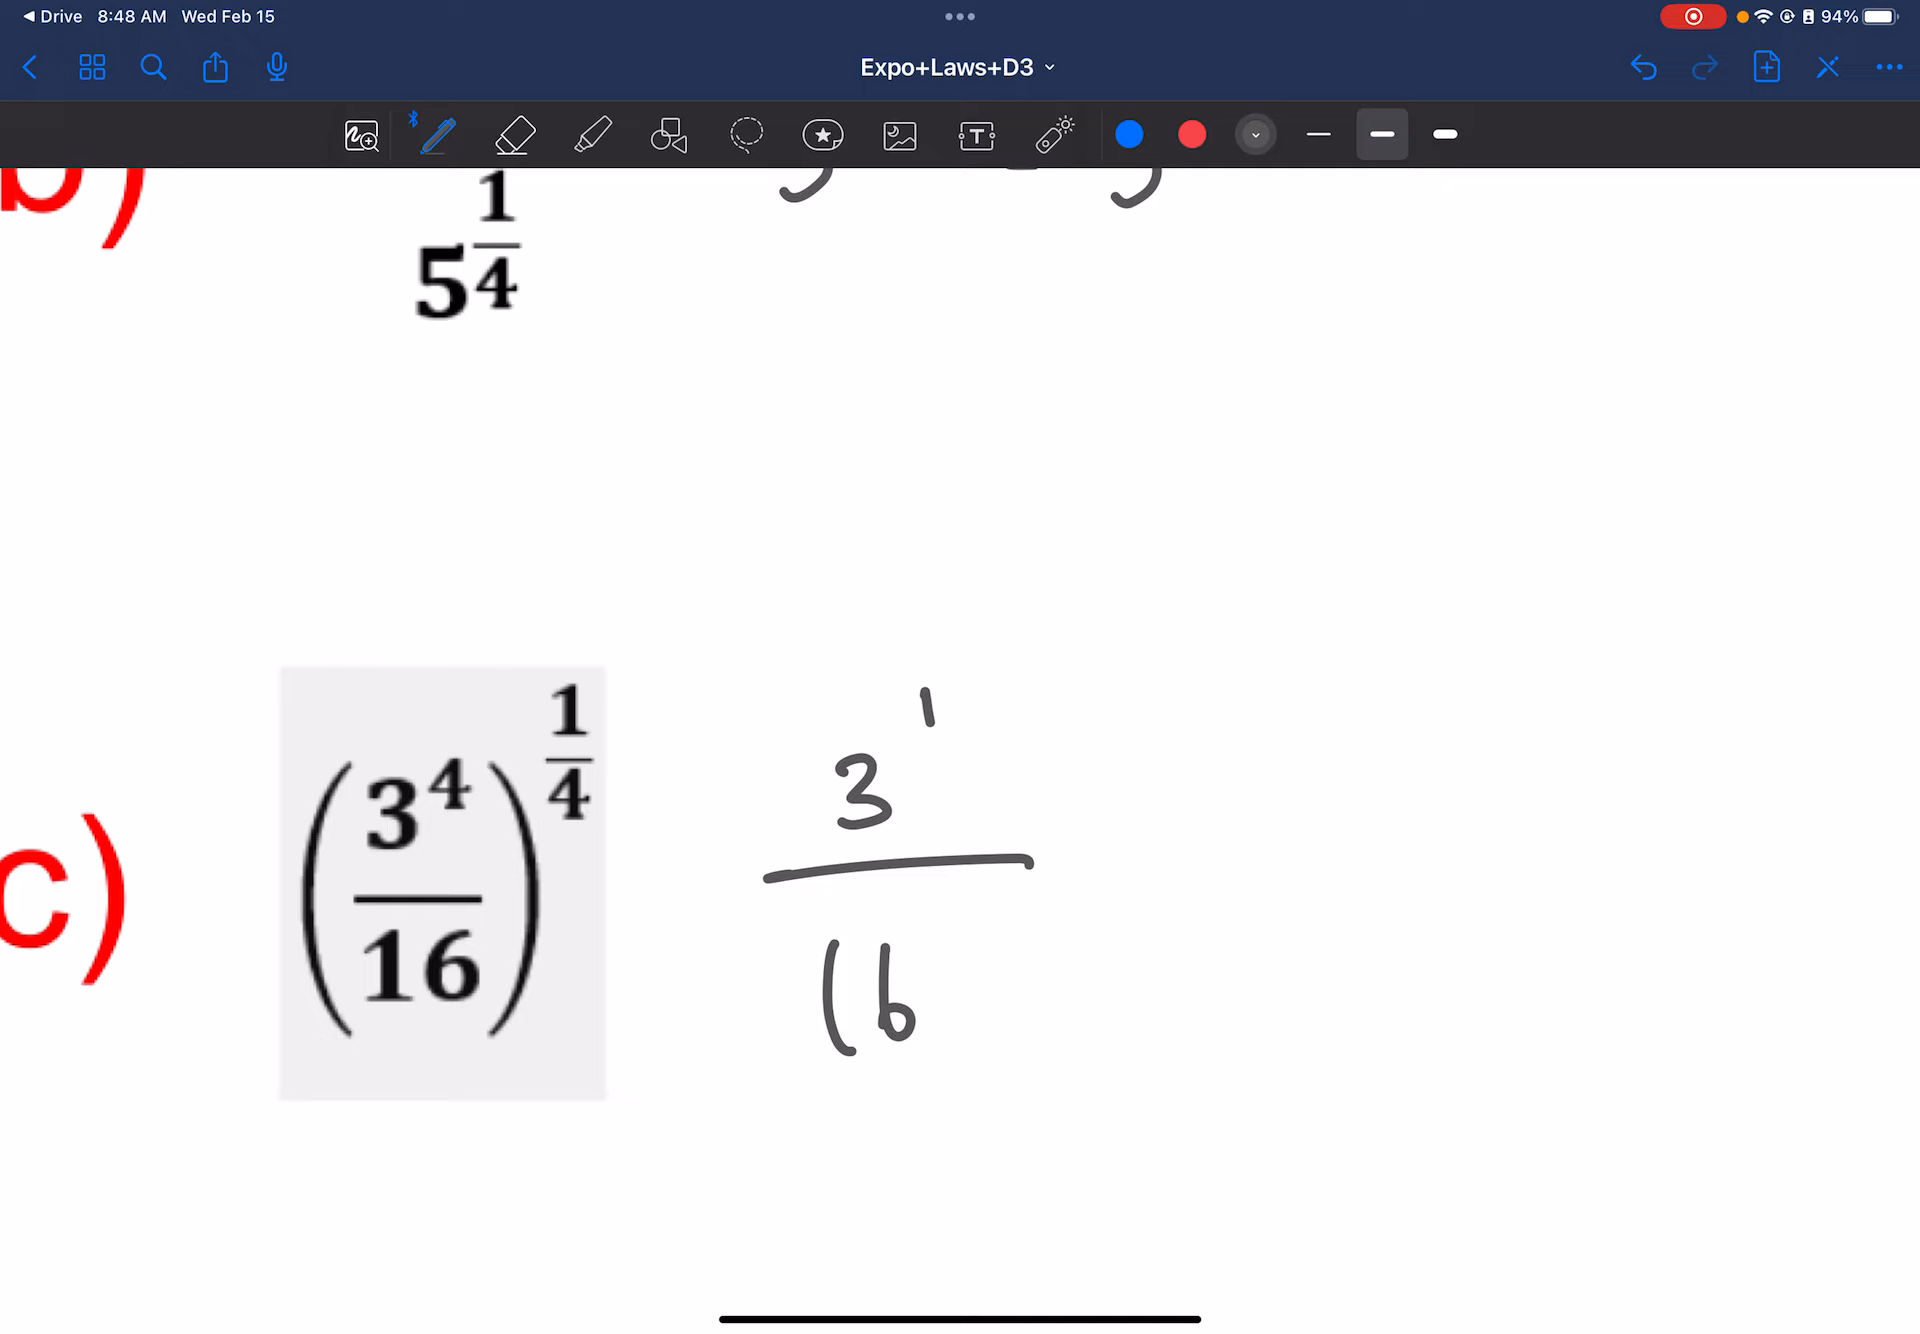 Drive 8:48 AM Wed Feb 15
94%
Expo+Laws+D3
T
b)
1
5 4
c)
(3^4 / 16)^(1/4)
3^1
16